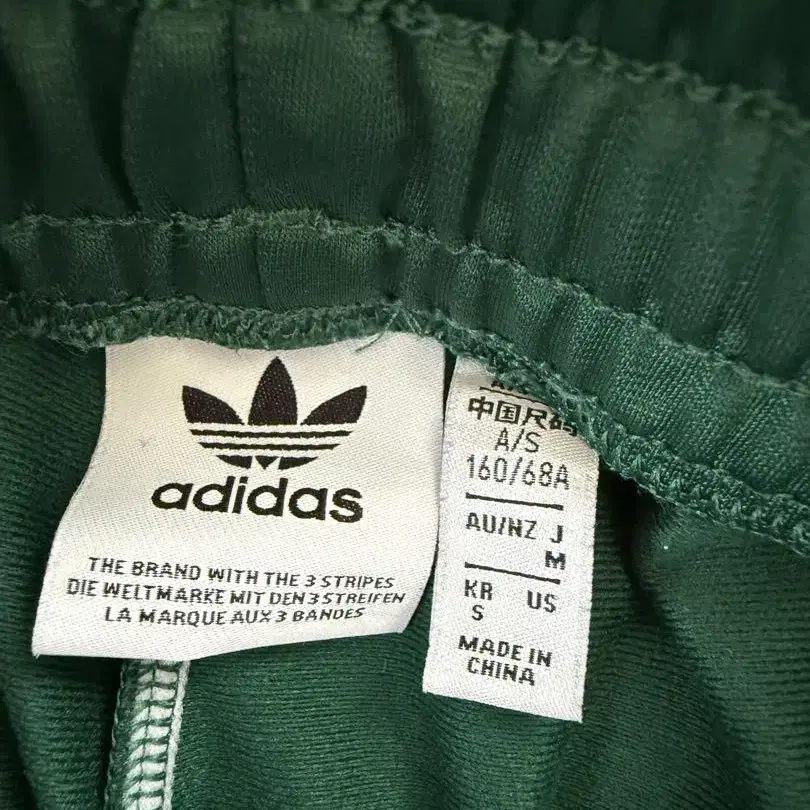 adidas
THE BRAND WITH THE 3 STRIPES
DIE WELTMARKE MIT DEN 3 STREIFEN
LA MARQUE AUX 3 BANDES
中国尺码
A/S
160/68A
AU/NZ J
M
KR US
S
MADE IN
CHINA